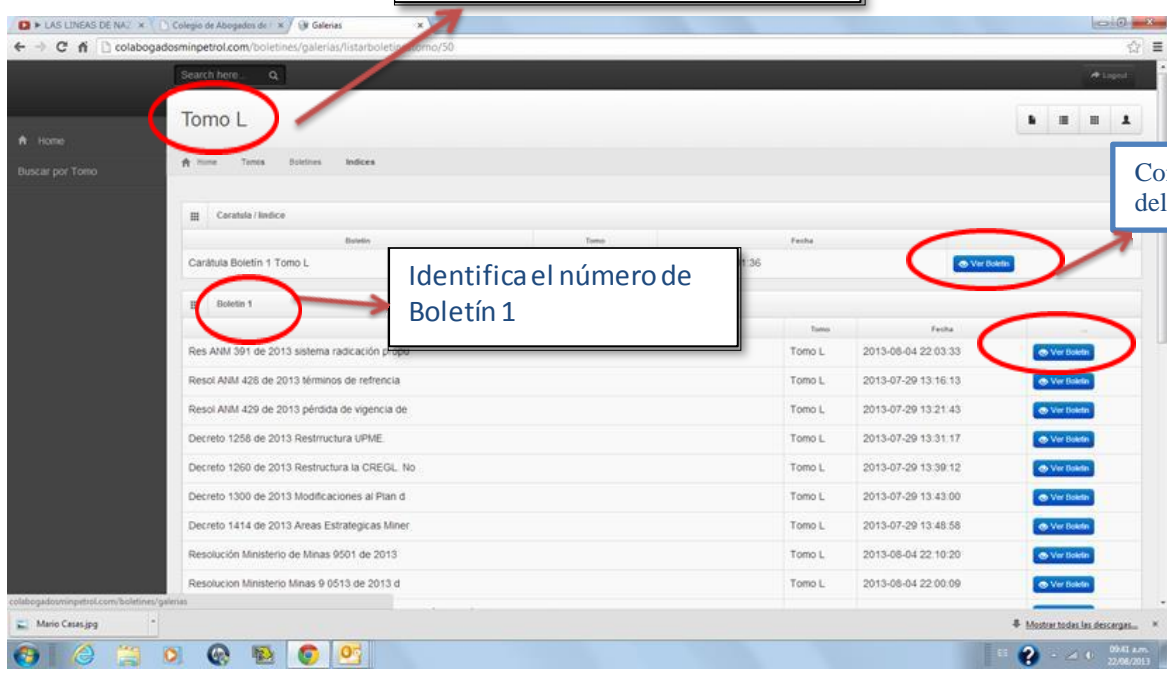 LAS LINEAS DE NAZ
Colegio de Abogados de
Galerias
colabogadosminpetrol.com/boletines/galerias/listarboletin
omo/50
Search here...
Logout
Tomo L
Home
Buscar por Tomo
Home Tomos Boletines Indices
Caratula / Iindice
Boletin Tomo Fecha
Carátula Boletín 1 Tomo L
1:36
Ver Boletin
Identifica el número de
Boletín 1
Boletin 1
Tomo Fecha ...
Res ANM 391 de 2013 sistema radicación propu Tomo L 2013-08-04 22:03:33 Ver Boletin
Resol ANM 428 de 2013 términos de refrencia Tomo L 2013-07-29 13:16:13 Ver Boletin
Resol ANM 429 de 2013 pérdida de vigencia de Tomo L 2013-07-29 13:21:43 Ver Boletin
Decreto 1258 de 2013 Restrructura UPME. Tomo L 2013-07-29 13:31:17 Ver Boletin
Decreto 1260 de 2013 Restructura la CREGL. No Tomo L 2013-07-29 13:39:12 Ver Boletin
Decreto 1300 de 2013 Modificaciones al Plan d Tomo L 2013-07-29 13:43:00 Ver Boletin
Decreto 1414 de 2013 Areas Estrategicas Miner Tomo L 2013-07-29 13:48:58 Ver Boletin
Resolución Ministerio de Minas 9501 de 2013 Tomo L 2013-08-04 22:10:20 Ver Boletin
Resolucion Ministerio Minas 9 0513 de 2013 d Tomo L 2013-08-04 22:00:09 Ver Boletin
colabogadosminpetrol.com/boletines/galerias
Mario Casas.jpg
Mostrar todas las descargas...
ES
09:41 a.m.
22/08/2013